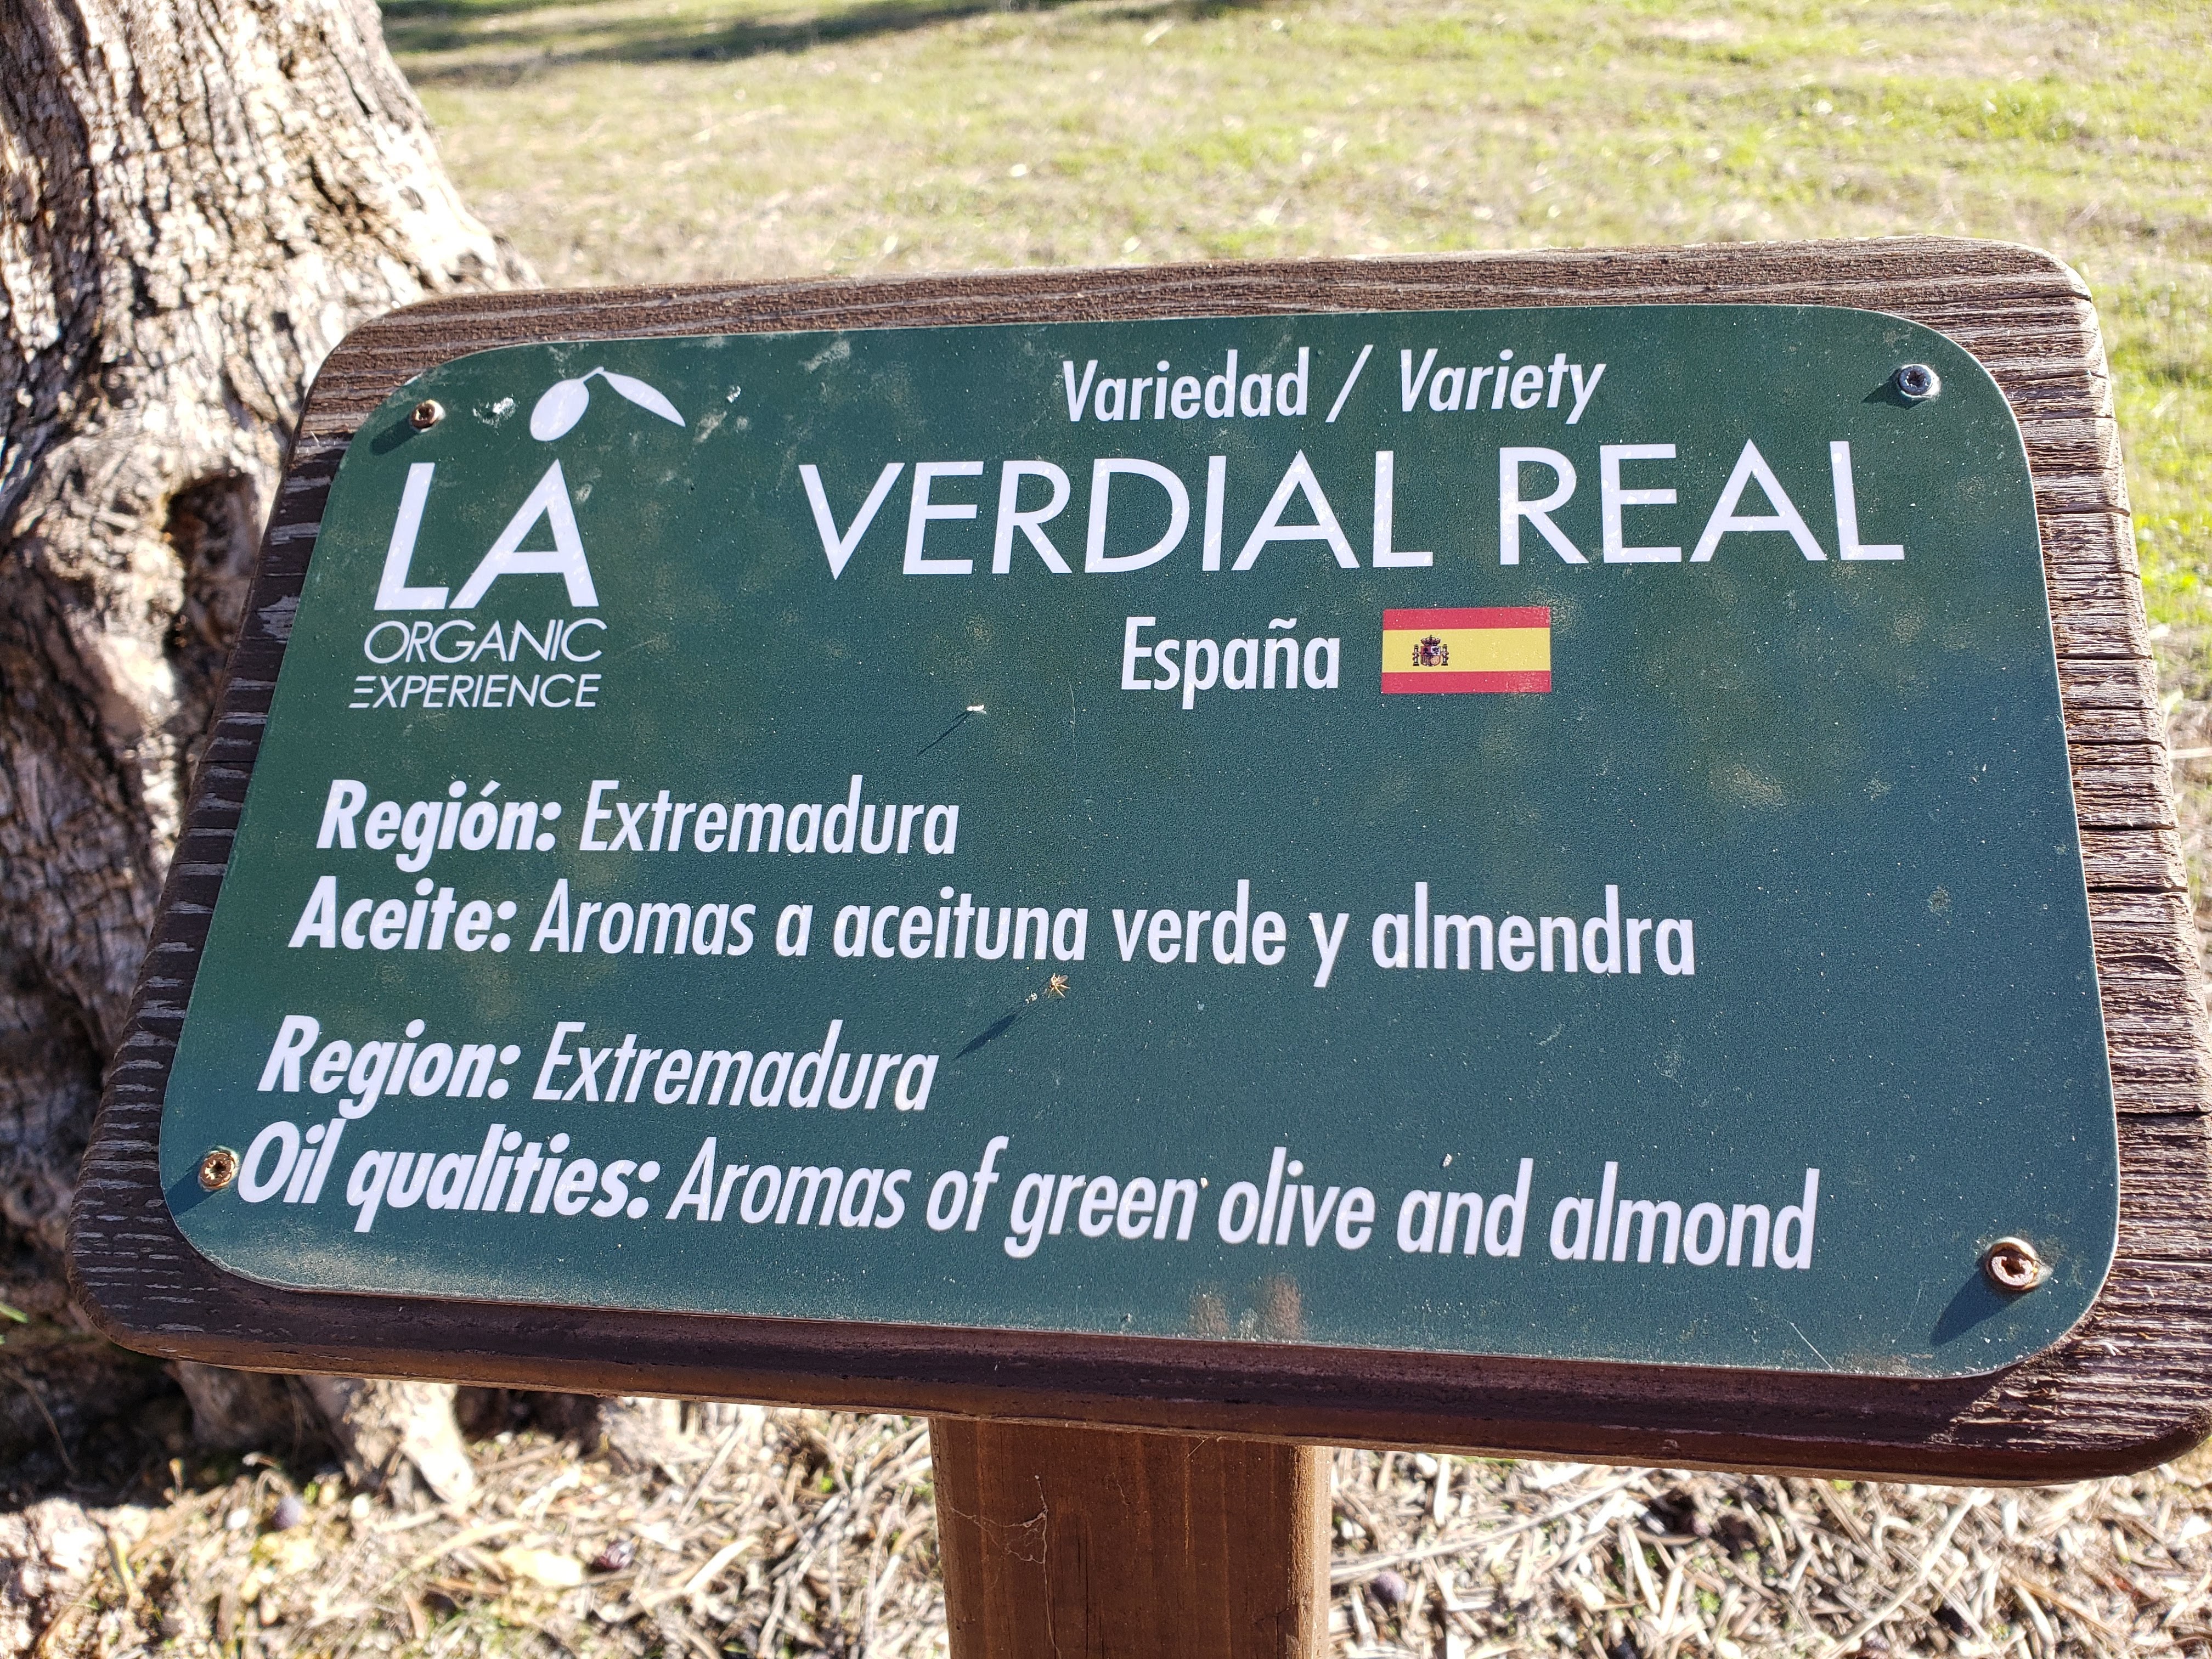 LA
ORGANIC
EXPERIENCE
Variedad / Variety
VERDIAL REAL
España
Región: Extremadura
Aceite: Aromas a aceituna verde y almendra
Region: Extremadura
Oil qualities: Aromas of green olive and almond